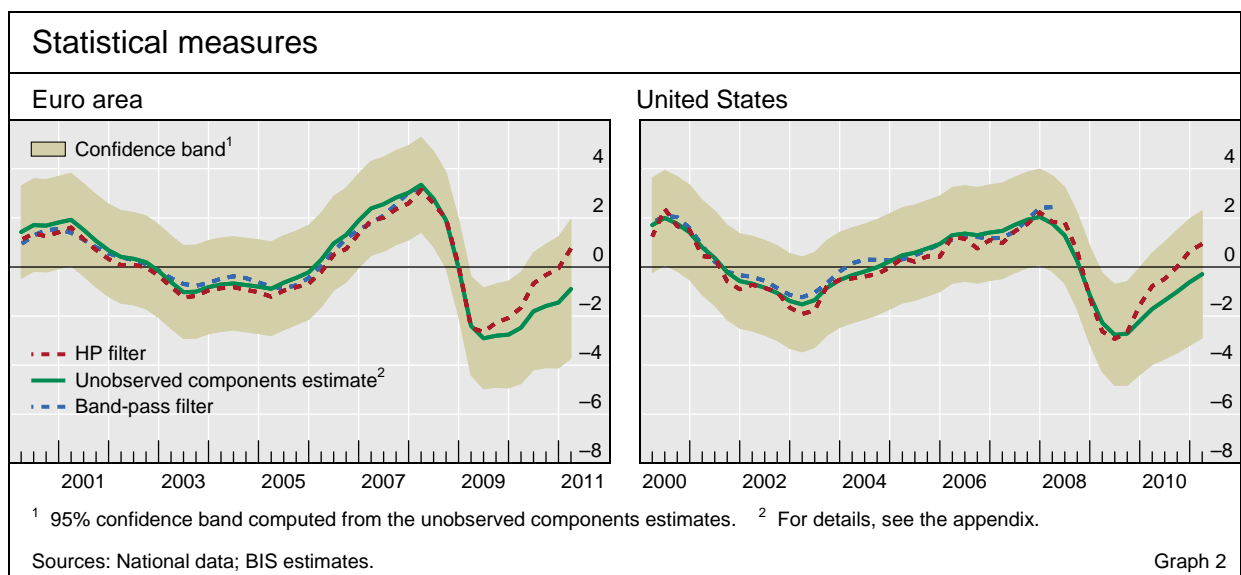 Statistical measures
Euro area
United States
Confidence band1
HP filter
Unobserved components estimate2
Band-pass filter
4
2
0
–2
–4
–6
–8
2001 2003 2005 2007 2009 2011
4
2
0
–2
–4
–6
–8
2000 2002 2004 2006 2008 2010
1 95% confidence band computed from the unobserved components estimates. 2 For details, see the appendix.
Sources: National data; BIS estimates.
Graph 2